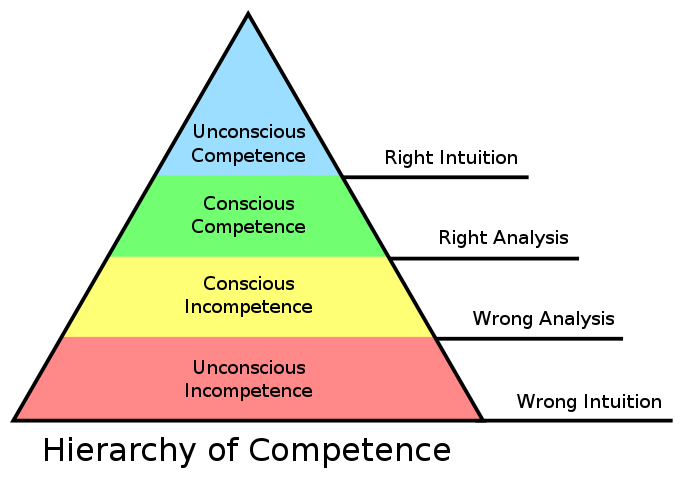 Unconscious
Competence
Right Intuition
Conscious
Competence
Right Analysis
Conscious
Incompetence
Wrong Analysis
Unconscious
Incompetence
Wrong Intuition
Hierarchy of Competence